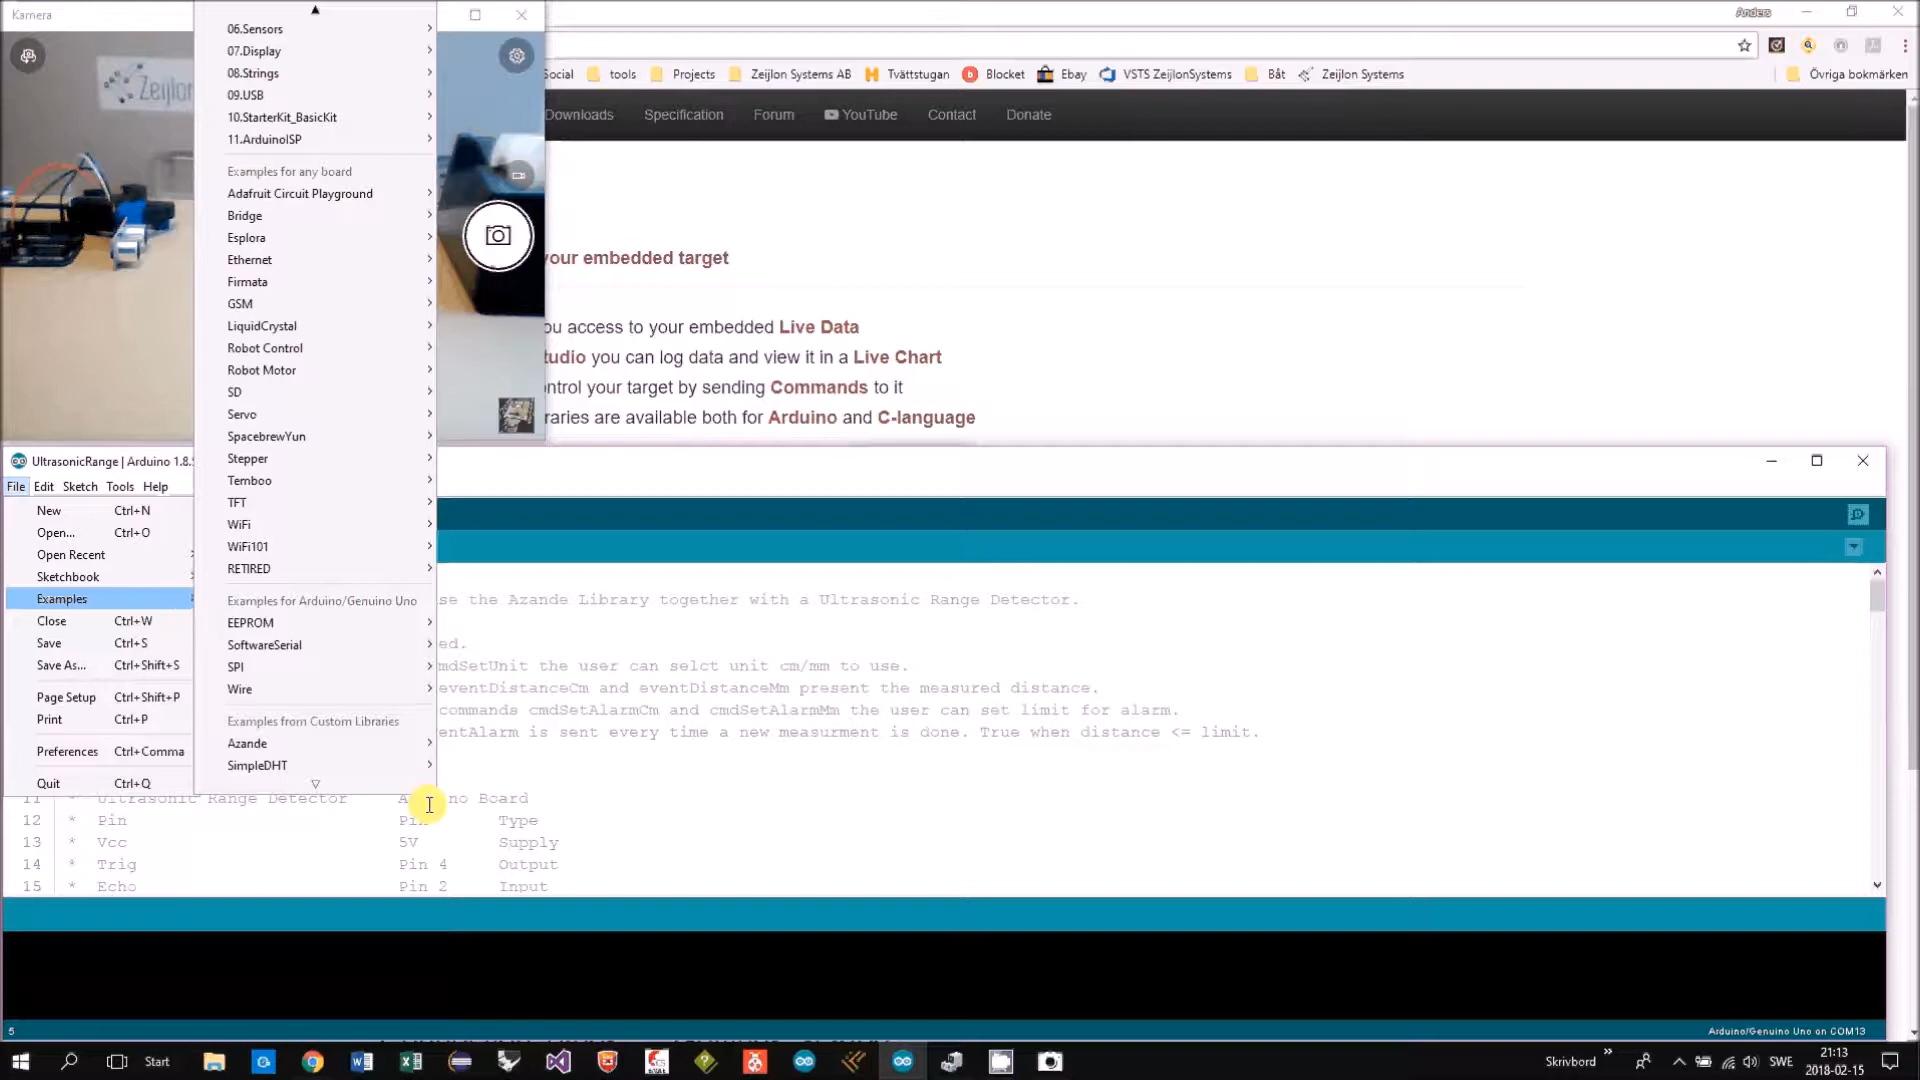 Kamera
Anders
Zeijlon
06.Sensors
07.Display
08.Strings
09.USB
10.StarterKit_BasicKit
11.ArduinoISP
Examples for any board
Adafruit Circuit Playground
Bridge
Esplora
Ethernet
Firmata
GSM
LiquidCrystal
Robot Control
Robot Motor
SD
Servo
SpacebrewYun
Stepper
Temboo
TFT
WiFi
WiFi101
RETIRED
Examples for Arduino/Genuino Uno
EEPROM
SoftwareSerial
SPI
Wire
Examples from Custom Libraries
Azande
SimpleDHT
Social tools Projects Zeijlon Systems AB Tvättstugan Blocket Ebay VSTS ZeijlonSystems Båt Zeijlon Systems Övriga bokmärken
Downloads Specification Forum YouTube Contact Donate
your embedded target
ou access to your embedded Live Data
tudio you can log data and view it in a Live Chart
ontrol your target by sending Commands to it
raries are available both for Arduino and C-language
UltrasonicRange | Arduino 1.8.
File Edit Sketch Tools Help
New Ctrl+N
Open... Ctrl+O
Open Recent
Sketchbook
Examples
Close Ctrl+W
Save Ctrl+S
Save As... Ctrl+Shift+S
Page Setup Ctrl+Shift+P
Print Ctrl+P
Preferences Ctrl+Comma
Quit Ctrl+Q
se the Azande Library together with a Ultrasonic Range Detector.
ed.
mdSetUnit the user can selct unit cm/mm to use.
eventDistanceCm and eventDistanceMm present the measured distance.
commands cmdSetAlarmCm and cmdSetAlarmMm the user can set limit for alarm.
entAlarm is sent every time a new measurment is done. True when distance <= limit.
11 * Ultrasonic Range Detector A no Board
12 * Pin Pin Type
13 * Vcc 5V Supply
14 * Trig Pin 4 Output
15 * Echo Pin 2 Input
5
Arduino/Genuino Uno on COM13
Start
Skrivbord
SWE
21:13
2018-02-15